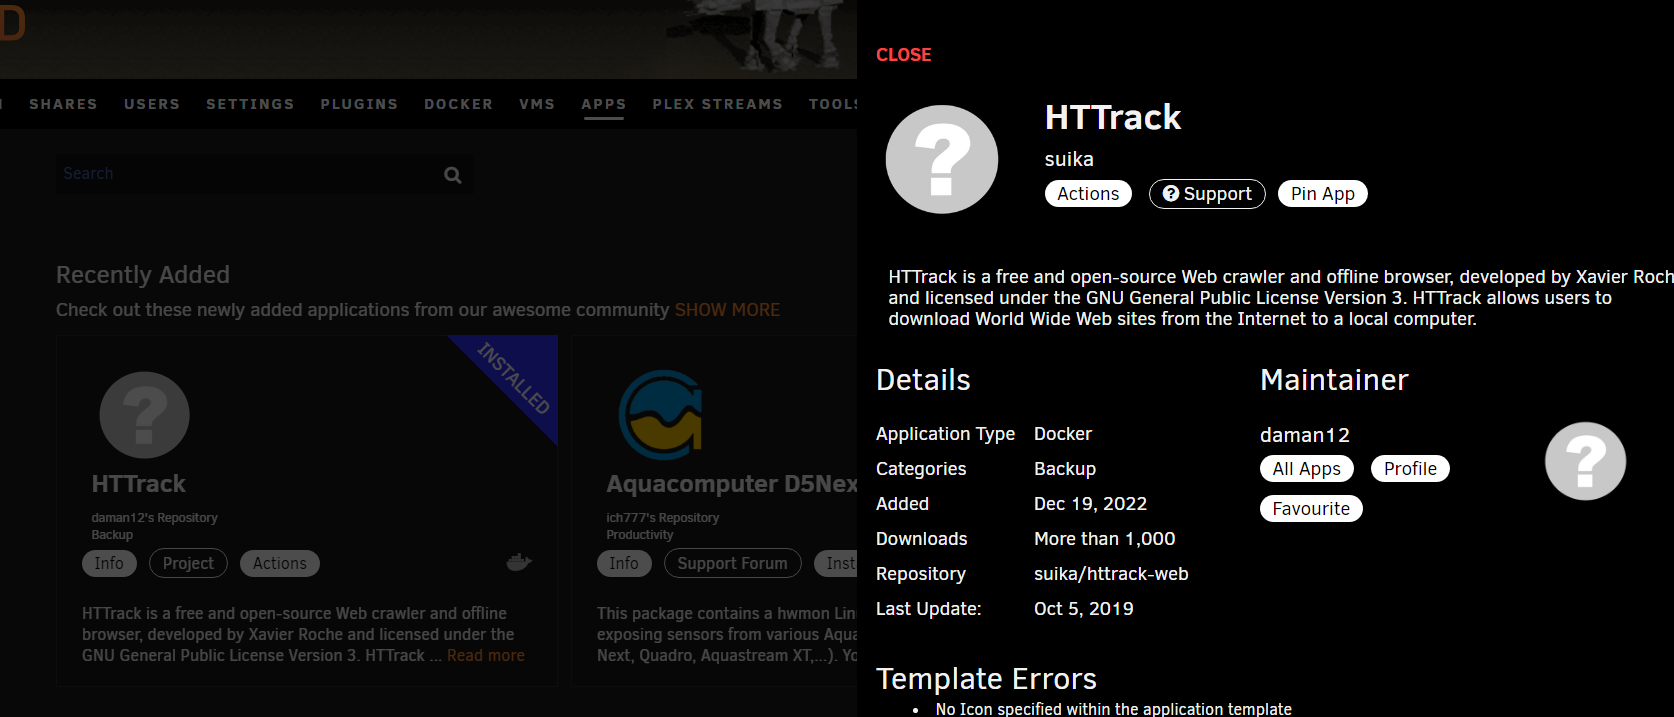 D
SHARES USERS SETTINGS PLUGINS DOCKER VMS APPS PLEX STREAMS TOOLS
Search
Recently Added
Check out these newly added applications from our awesome community SHOW MORE
INSTALLED
HTTrack
daman12's Repository
Backup
Info Project Actions
HTTrack is a free and open-source Web crawler and offline
browser, developed by Xavier Roche and licensed under the
GNU General Public License Version 3. HTTrack ... Read more
Aquacomputer D5Nex
ich777's Repository
Productivity
Info Support Forum Inst
This package contains a hwmon Lin
exposing sensors from various Aqua
Next, Quadro, Aquastream XT,...). Yo
CLOSE
HTTrack
suika
Actions Support Pin App
HTTrack is a free and open-source Web crawler and offline browser, developed by Xavier Roch
and licensed under the GNU General Public License Version 3. HTTrack allows users to
download World Wide Web sites from the Internet to a local computer.
Details
Application Type Docker
Categories Backup
Added Dec 19, 2022
Downloads More than 1,000
Repository suika/httrack-web
Last Update: Oct 5, 2019
Maintainer
daman12
All Apps Profile
Favourite
Template Errors
• No Icon specified within the application template